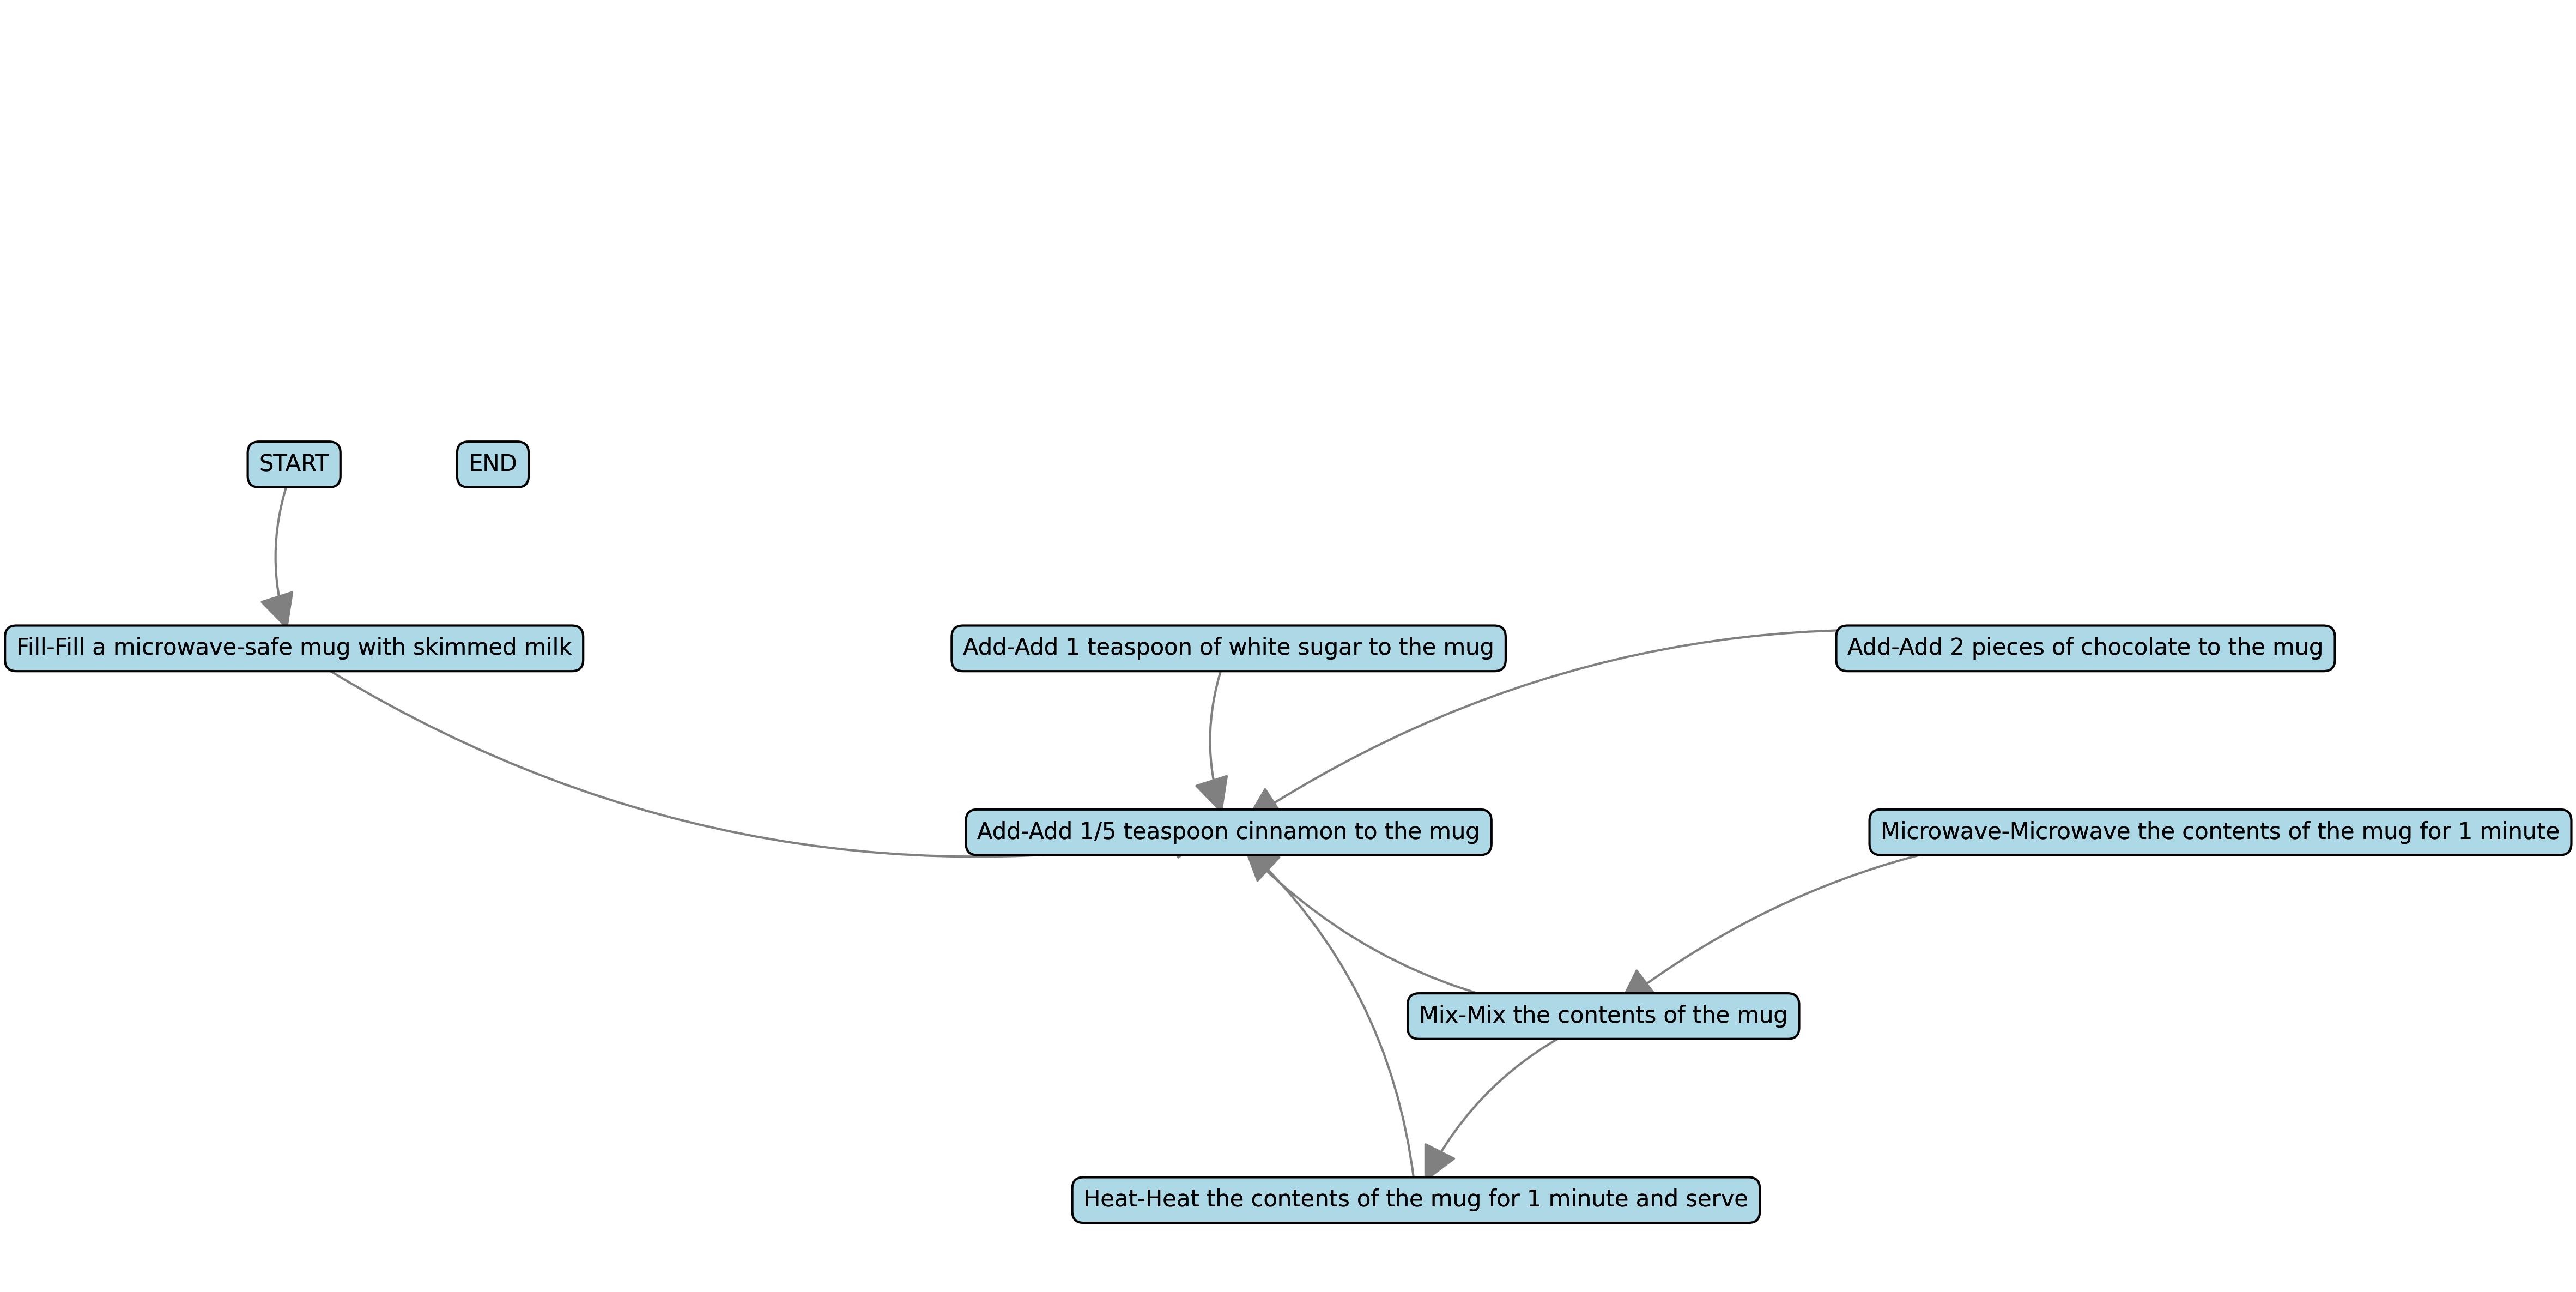 START
END
Fill-Fill a microwave-safe mug with skimmed milk
Add-Add 1 teaspoon of white sugar to the mug
Add-Add 2 pieces of chocolate to the mug
Add-Add 1/5 teaspoon cinnamon to the mug
Microwave-Microwave the contents of the mug for 1 minute
Mix-Mix the contents of the mug
Heat-Heat the contents of the mug for 1 minute and serve